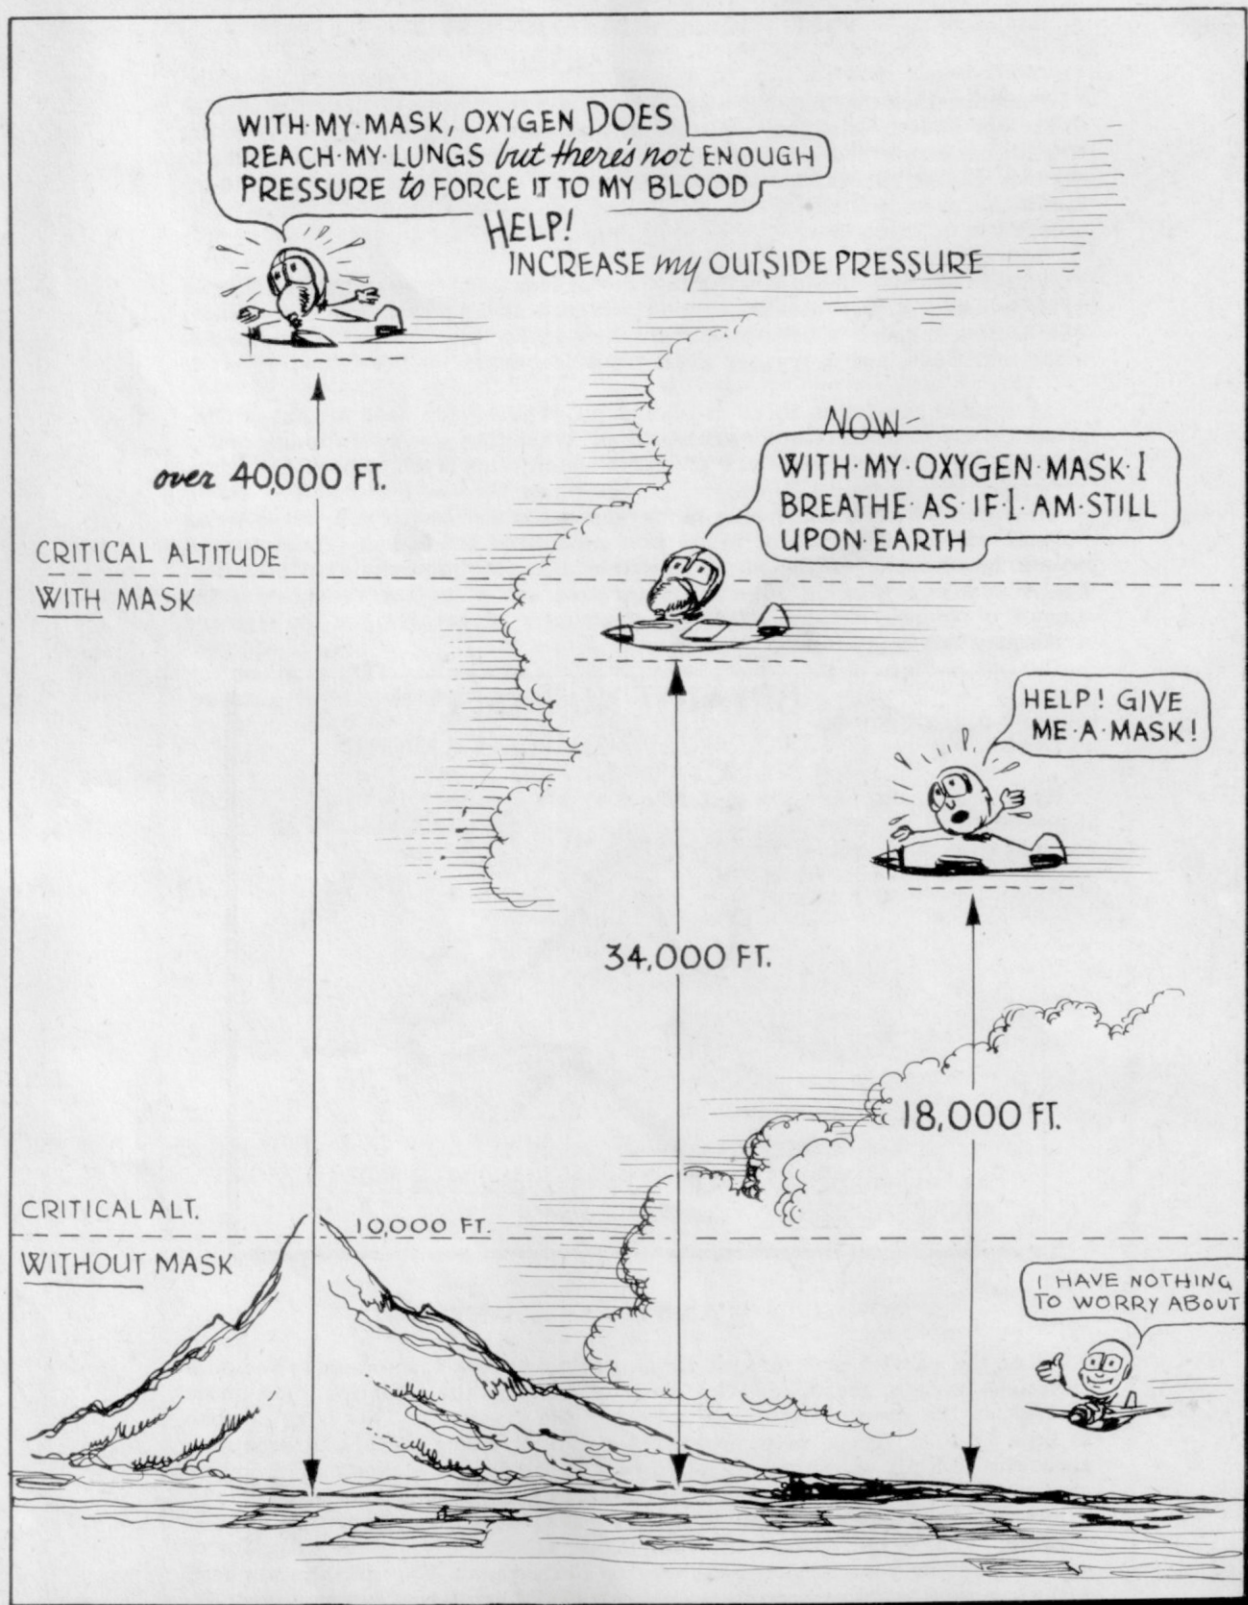 WITH·MY·MASK, OXYGEN DOES
REACH·MY·LUNGS but there's not ENOUGH
PRESSURE to FORCE IT TO MY BLOOD
HELP!
INCREASE my OUTSIDE PRESSURE
over 40,000 FT.
NOW-
WITH·MY·OXYGEN·MASK·I
BREATHE·AS·IF·I·AM·STILL
UPON·EARTH
CRITICAL ALTITUDE
WITH MASK
HELP! GIVE
ME·A·MASK!
34,000 FT.
18,000 FT.
CRITICAL ALT.
10,000 FT.
WITHOUT MASK
I HAVE NOTHING
TO WORRY ABOUT